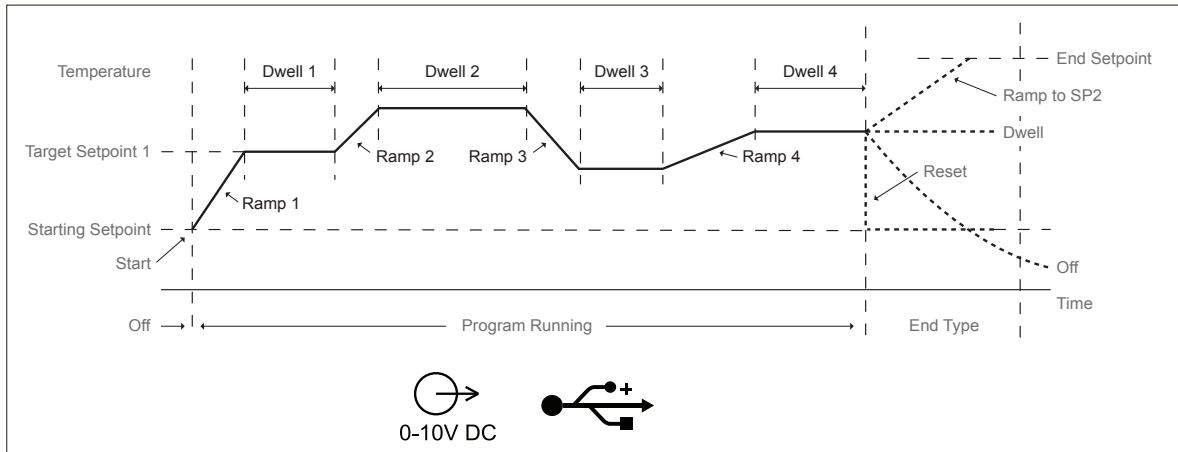 Temperature
Dwell 1
Dwell 2
Dwell 3
Dwell 4
End Setpoint
Ramp to SP2
Dwell
Target Setpoint 1
Ramp 2
Ramp 3
Ramp 4
Reset
Ramp 1
Starting Setpoint
Start
Off
Time
Off
Program Running
End Type
0-10V DC